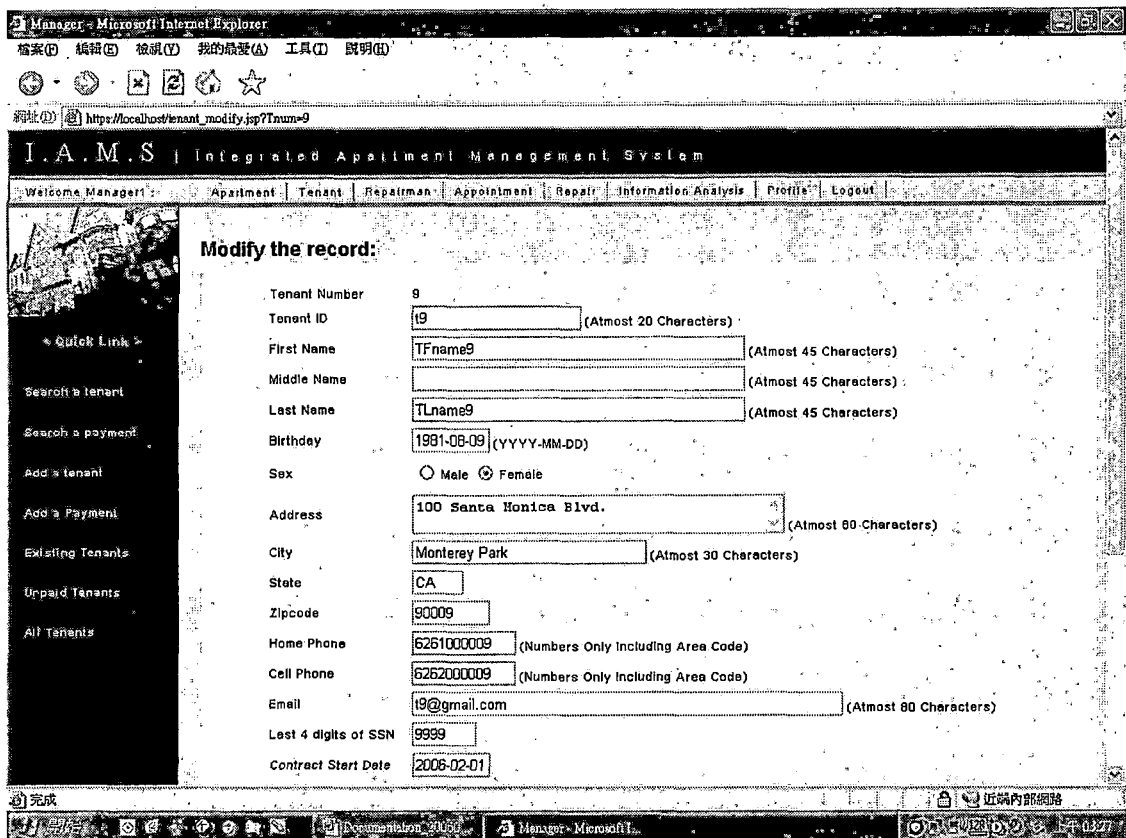 Manager - Microsoft Internet Explorer
檔案(F) 編輯(E) 檢視(V) 我的最愛(A) 工具(T) 說明(H)
網址(D) https://localhost/tenant_modify.jsp?Tnum=9
I.A.M.S | Integrated Apartment Management System
Welcome Manager1 : Apartment | Tenant | Repairman | Appointment | Repair | Information Analysis | Profile | Logout
Modify the record:
Tenant Number 9
Tenant ID t9 (Atmost 20 Characters)
First Name TFname9 (Atmost 45 Characters)
Middle Name (Atmost 45 Characters)
Last Name TLname9 (Atmost 45 Characters)
Birthday 1981-08-09 (YYYY-MM-DD)
Sex Male Female
Address 100 Santa Monica Blvd. (Atmost 80 Characters)
City Monterey Park (Atmost 30 Characters)
State CA
Zipcode 90009
Home Phone 6261000009 (Numbers Only Including Area Code)
Cell Phone 6262000009 (Numbers Only Including Area Code)
Email t9@gmail.com (Atmost 80 Characters)
Last 4 digits of SSN 9999
Contract Start Date 2006-02-01
< Quick Link >
Search a tenant
Search a payment
Add a tenant
Add a Payment
Existing Tenants
Unpaid Tenants
All Tenants
完成 近端內部網路
Manager - Microsoft I... 03:27